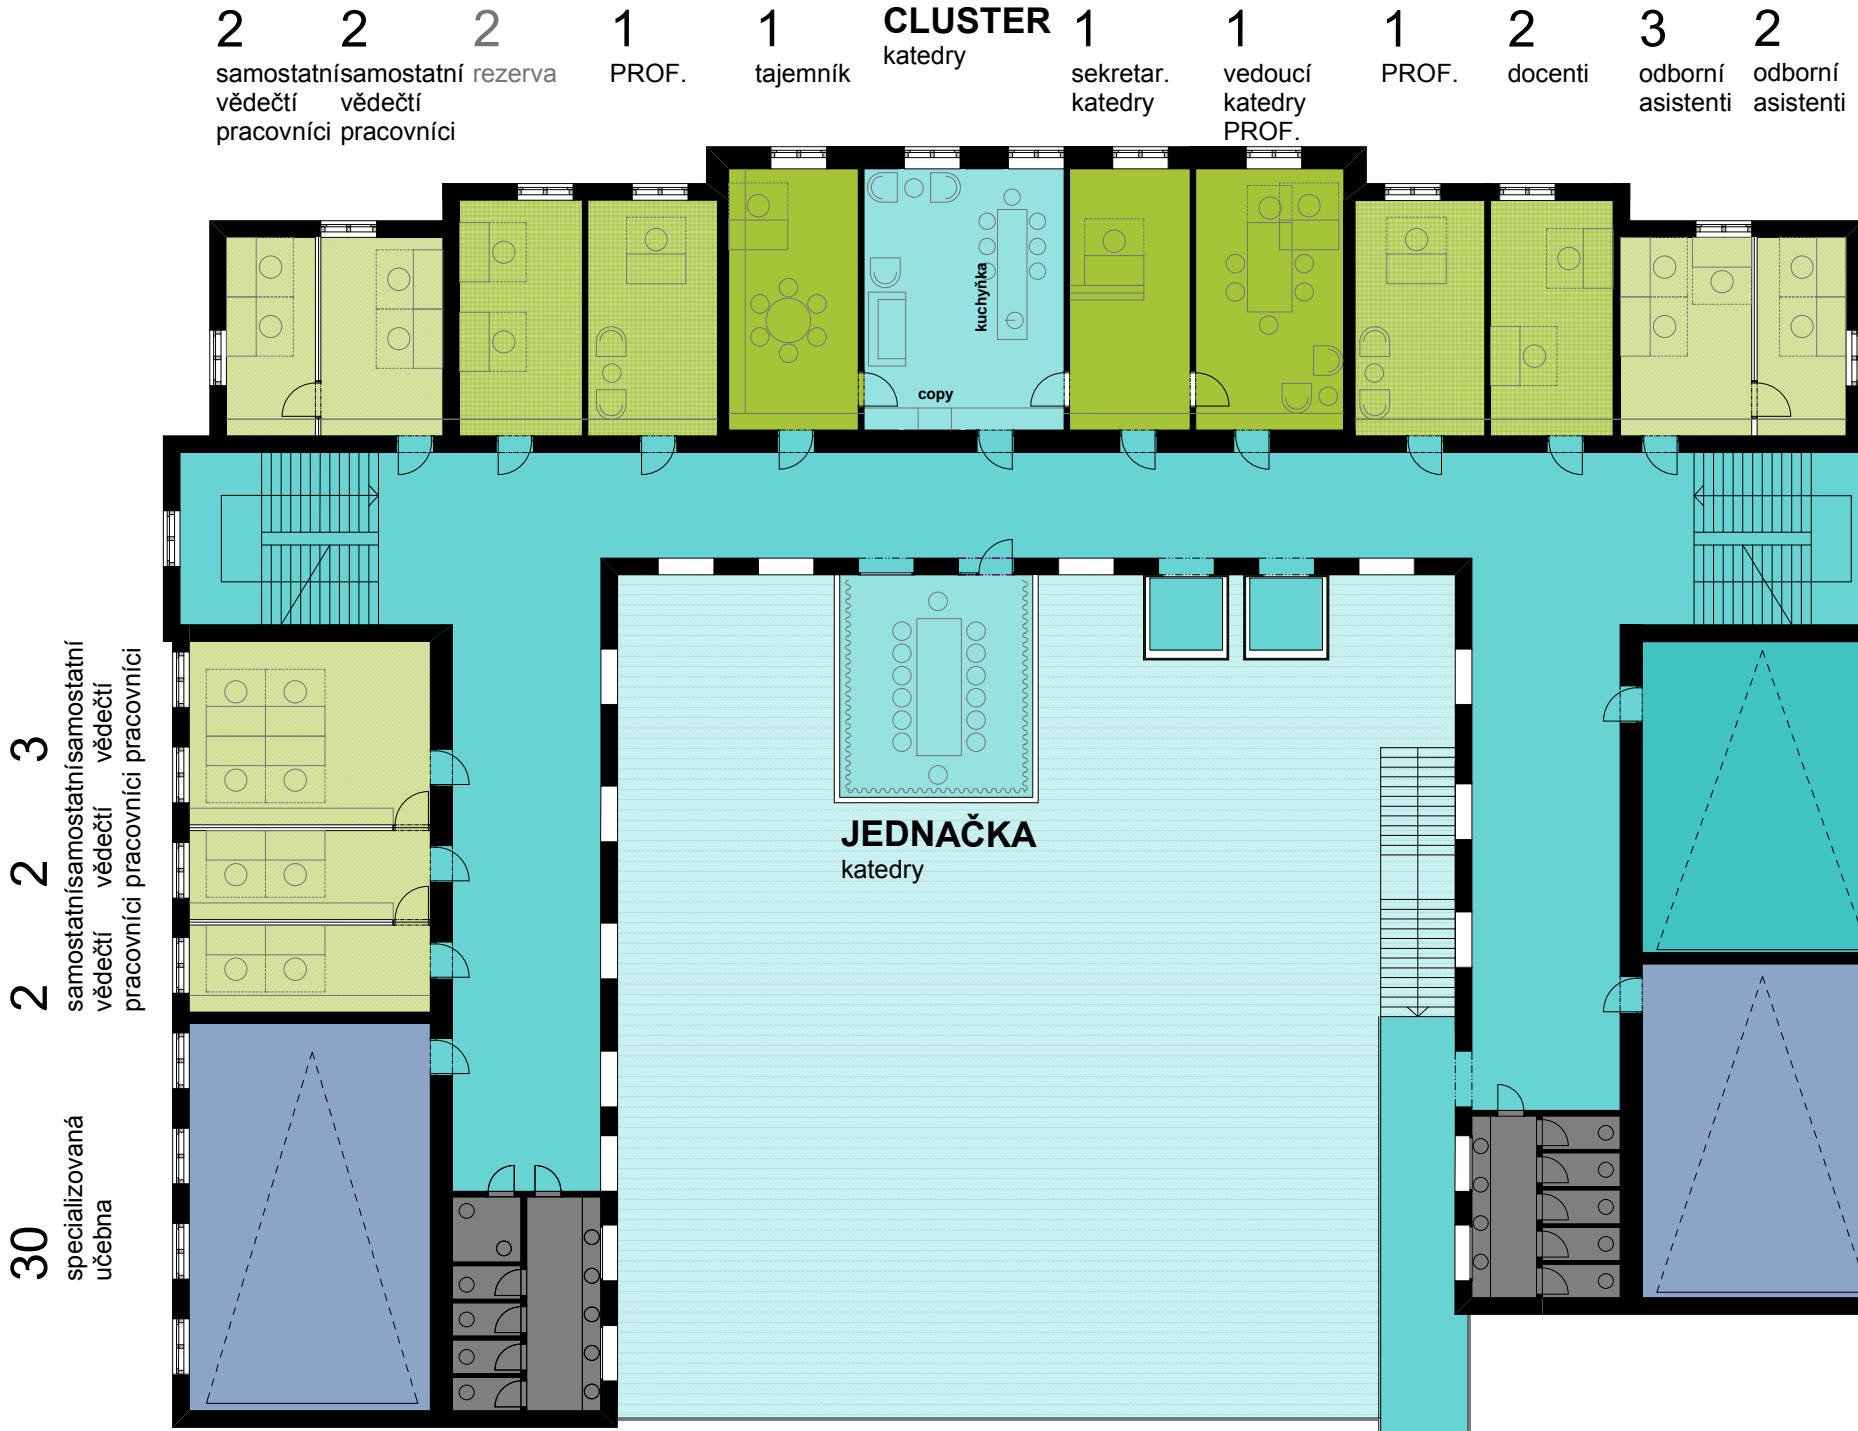 2
samostatní
vědečtí
pracovníci
2
samostatní
vědečtí
pracovníci
2
rezerva
1
PROF.
1
tajemník
CLUSTER
katedry
1
sekretar.
katedry
1
vedoucí
katedry
PROF.
1
PROF.
2
docenti
3
odborní
asistenti
2
odborní
asistenti
kuchyňka
copy
JEDNAČKA
katedry
3
samostatní
vědečtí
pracovníci
2
samostatní
vědečtí
pracovníci
2
samostatní
vědečtí
pracovníci
30
specializovaná
učebna